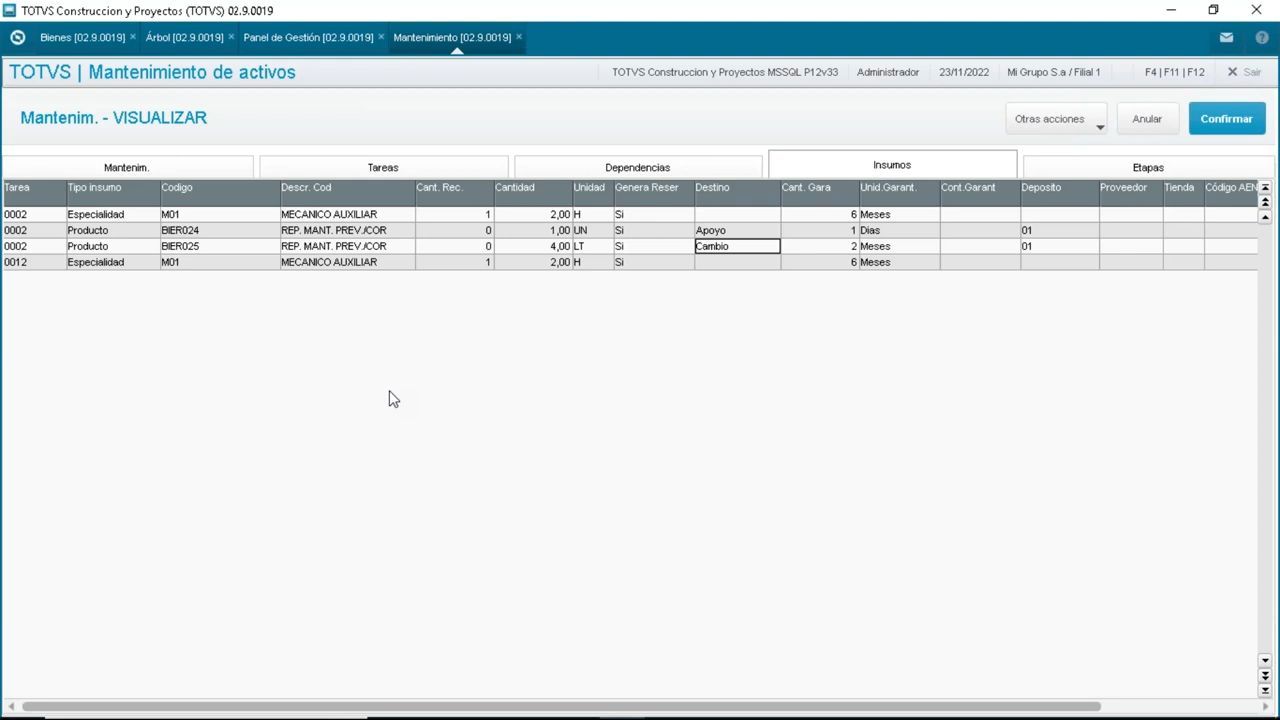 TOTVS Construccion y Proyectos (TOTVS) 02.9.0019
Bienes [02.9.0019] × Árbol [02.9.0019] × Panel de Gestión [02.9.0019] × Mantenimiento [02.9.0019] ×
TOTVS | Mantenimiento de activos TOTVS Construccion y Proyectos MSSQL P12v33 Administrador 23/11/2022 Mi Grupo S.a / Filial 1 F4 | F11 | F12 Sair
Mantenim. - VISUALIZAR Otras acciones Anular Confirmar
Mantenim. Tareas Dependencias Insumos Etapas
Tarea Tipo insumo Codigo Descr. Cod Cant. Rec. Cantidad Unidad Genera Reser Destino Cant. Gara Unid.Garant. Cont.Garant Deposito Proveedor Tienda Código AEN
0002 Especialidad M01 MECANICO AUXILIAR 1 2,00 H Si 6 Meses
0002 Producto BIER024 REP. MANT. PREV./COR 0 1,00 UN Si Apoyo 1 Dias 01
0002 Producto BIER025 REP. MANT. PREV./COR 0 4,00 LT Si Cambio 2 Meses 01
0012 Especialidad M01 MECANICO AUXILIAR 1 2,00 H Si 6 Meses